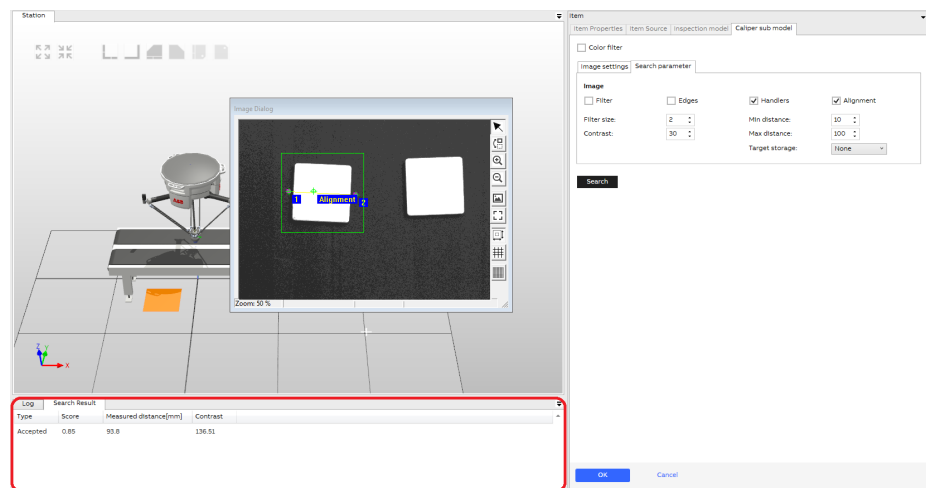 Station
Image Dialog
1 Alignment 2
Zoom: 50 %
ABB
Z Y
X
Log Search Result
Type Score Measured distance[mm] Contrast
Accepted 0.85 93.8 136.51
Item
Item Properties Item Source Inspection model Caliper sub model
Color filter
Image settings Search parameter
Image
Filter Edges Handlers Alignment
Filter size: 2 Min distance: 10
Contrast: 30 Max distance: 100
Target storage: None
Search
OK Cancel